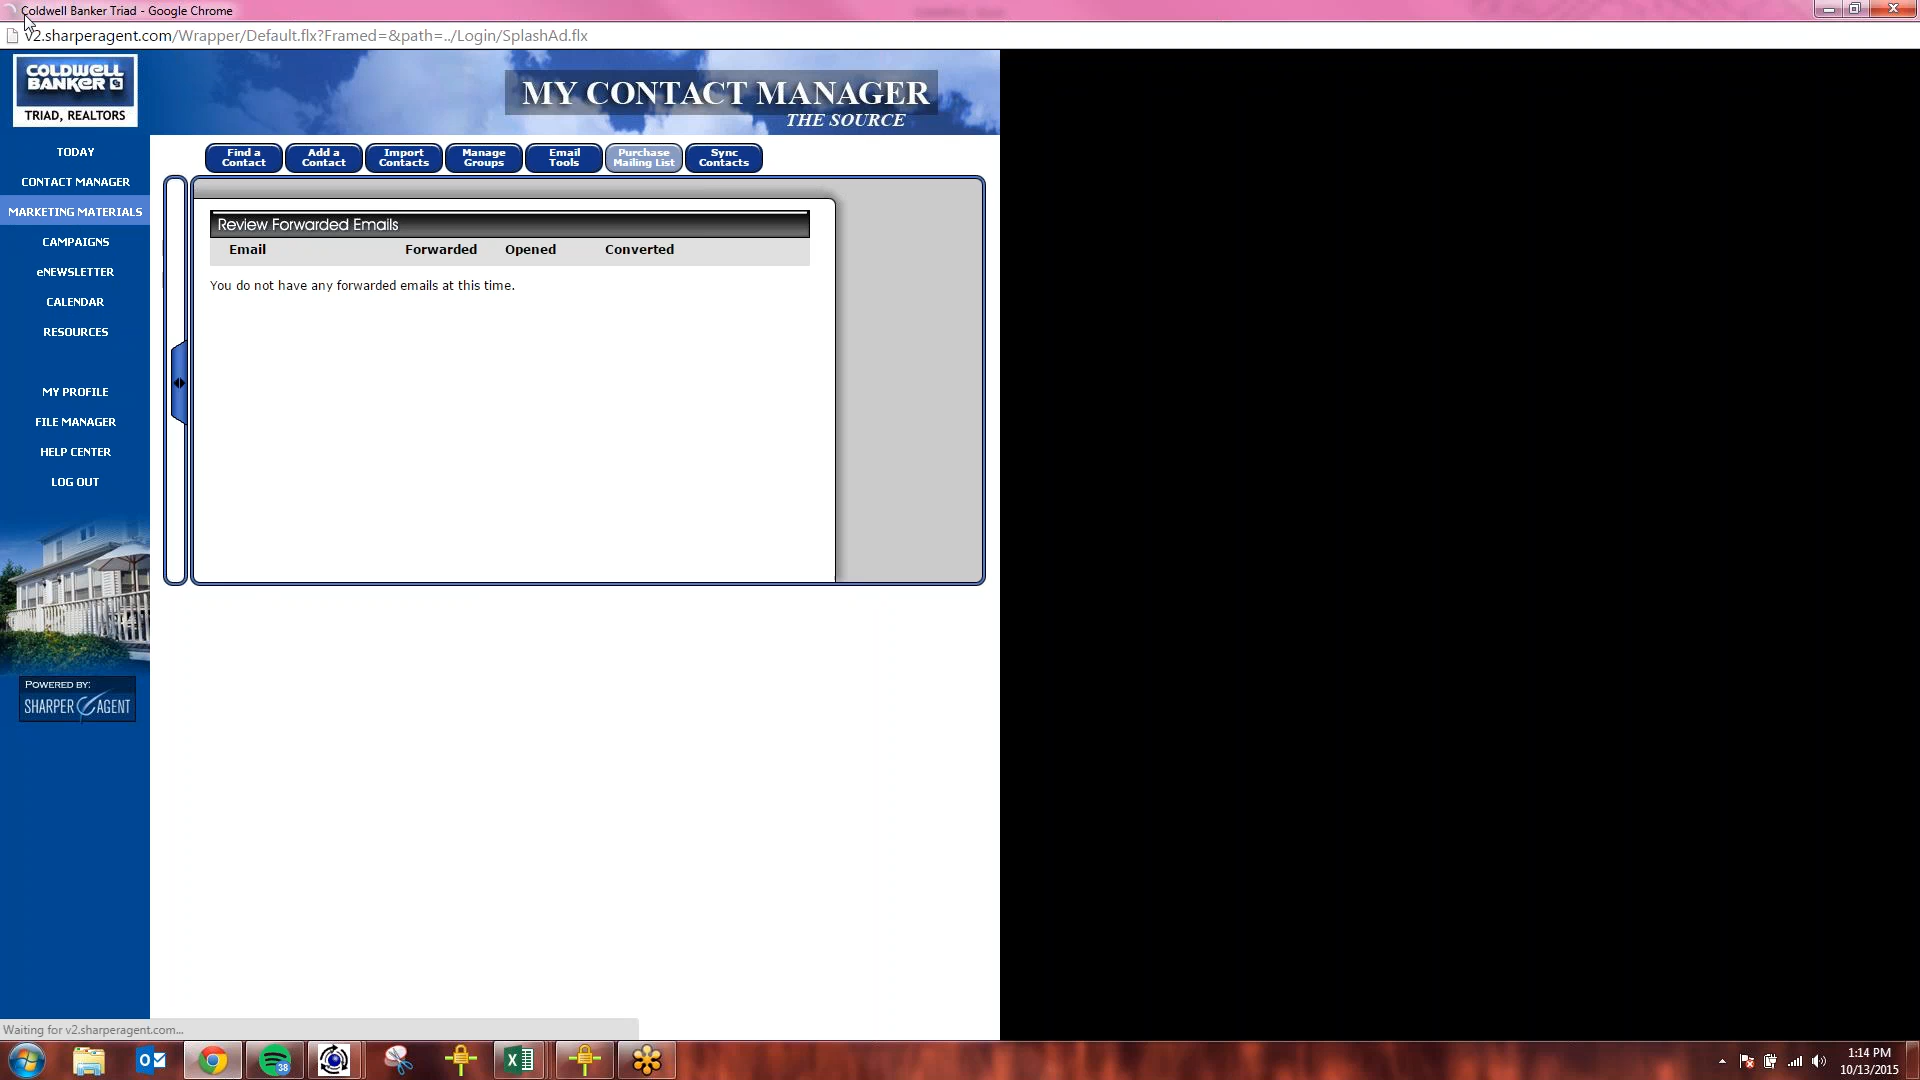 Coldwell Banker Triad - Google Chrome
v2.sharperagent.com/Wrapper/Default.flx?Framed=&path=../Login/SplashAd.flx
COLDWELL
BANKER
TRIAD, REALTORS
MY CONTACT MANAGER
THE SOURCE
TODAY
CONTACT MANAGER
MARKETING MATERIALS
CAMPAIGNS
eNEWSLETTER
CALENDAR
RESOURCES
MY PROFILE
FILE MANAGER
HELP CENTER
LOG OUT
POWERED BY:
SHARPER AGENT
Find a
Contact
Add a
Contact
Import
Contacts
Manage
Groups
Email
Tools
Purchase
Mailing List
Sync
Contacts
Review Forwarded Emails
Email Forwarded Opened Converted
You do not have any forwarded emails at this time.
Waiting for v2.sharperagent.com...
38
1:14 PM
10/13/2015